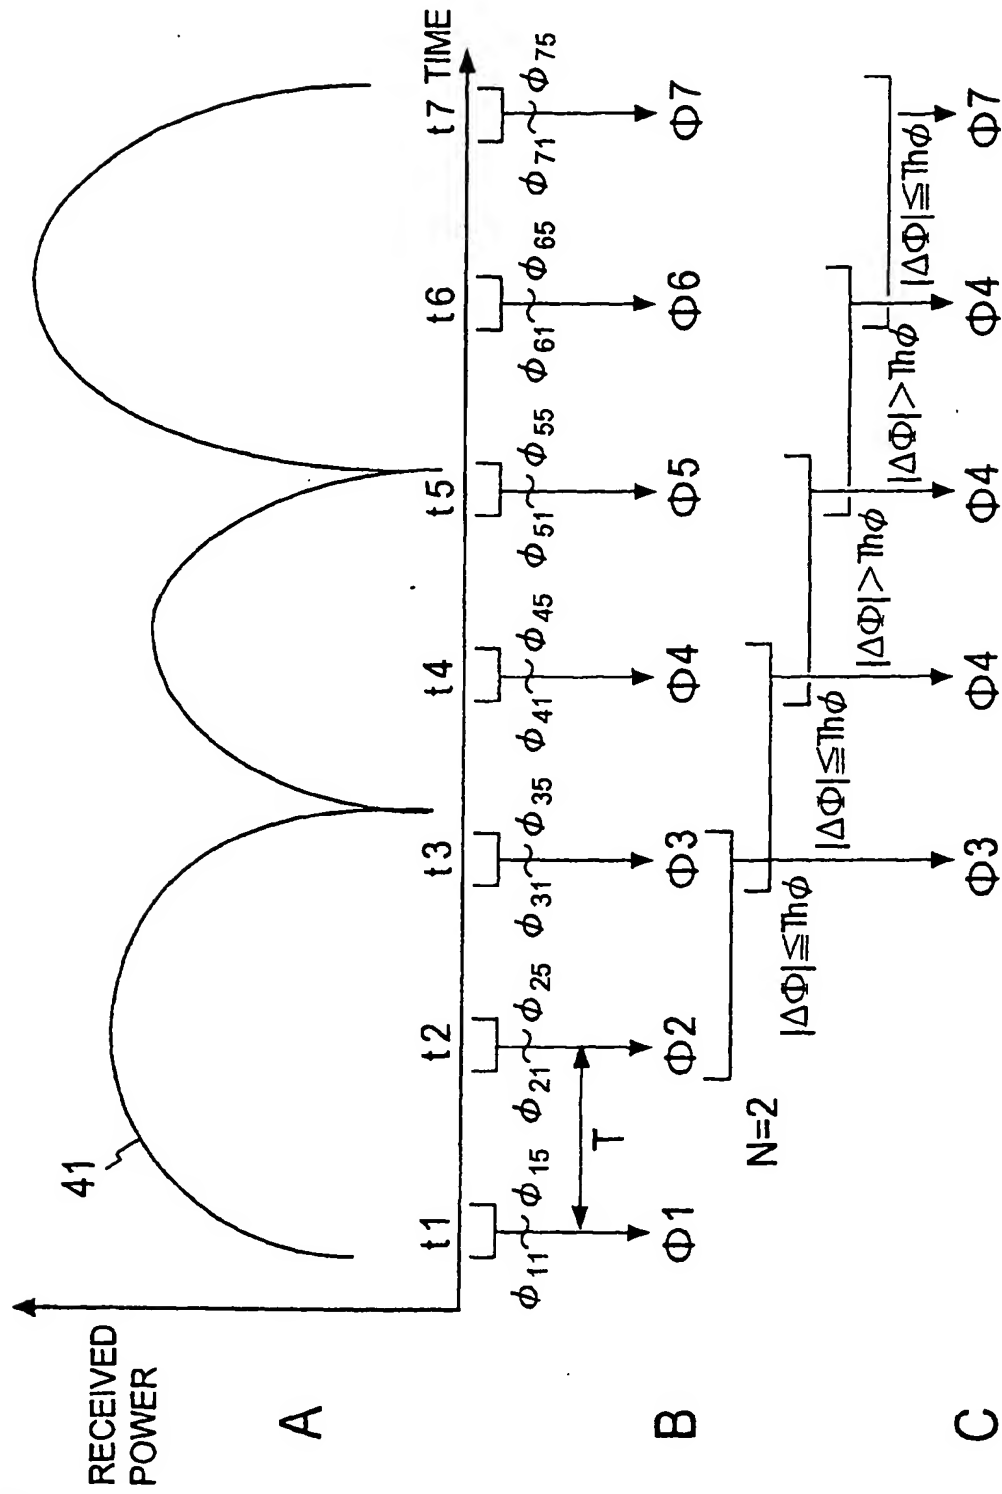 RECEIVED
POWER
A
41
t1 t2 t3 t4 t5 t6 t7 TIME
ϕ11 ϕ15 ϕ21 ϕ25 ϕ31 ϕ35 ϕ41 ϕ45 ϕ51 ϕ55 ϕ61 ϕ65 ϕ71 ϕ75
T
B
Φ1 Φ2 Φ3 Φ4 Φ5 Φ6 Φ7
N=2
|ΔΦ|≦Thϕ
|ΔΦ|≦Thϕ
|ΔΦ|>Thϕ
|ΔΦ|>Thϕ
|ΔΦ|≦Thϕ|
C
Φ3 Φ4 Φ4 Φ4 Φ7